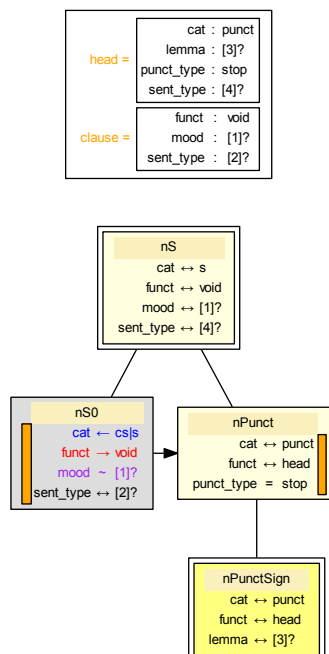 head =
cat : punct
lemma : [3]?
punct_type : stop
sent_type : [4]?
clause =
funct : void
mood : [1]?
sent_type : [2]?
nS
cat ↔ s
funct ↔ void
mood ↔ [1]?
sent_type ↔ [4]?
nS0
cat ← cs|s
funct → void
mood ~ [1]?
sent_type ↔ [2]?
nPunct
cat ↔ punct
funct ↔ head
punct_type = stop
nPunctSign
cat ↔ punct
funct ↔ head
lemma ↔ [3]?